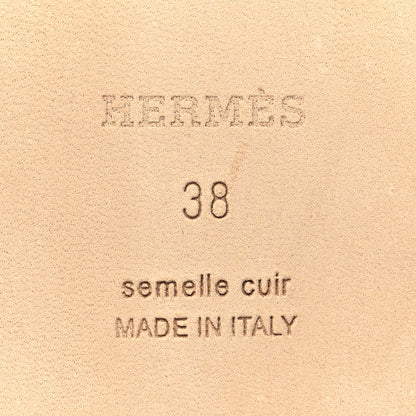 HERMÈS
38
semelle cuir
MADE IN ITALY